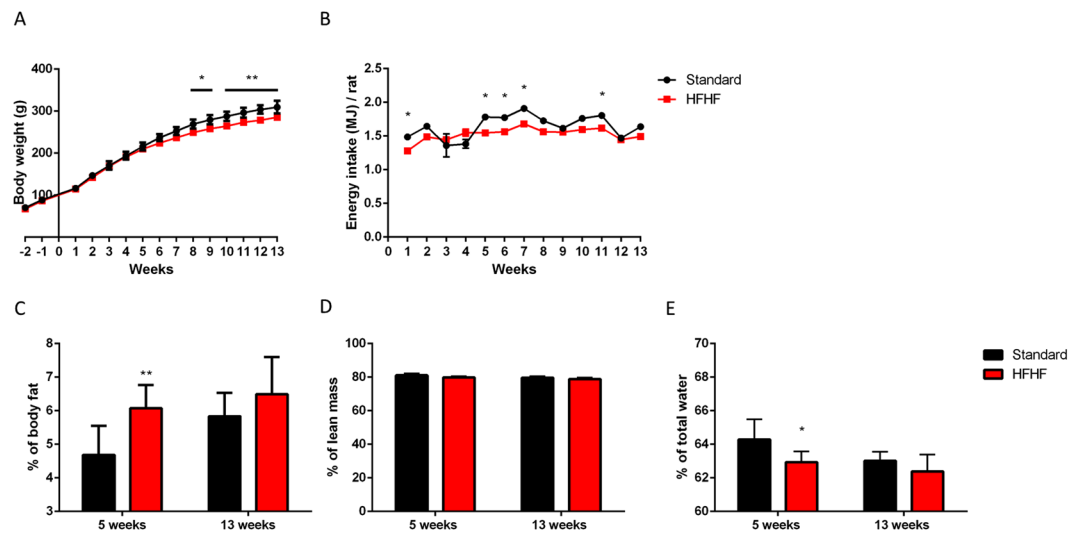 A
Body weight (g)
400
300
200
100
-2 -1 0 1 2 3 4 5 6 7 8 9 10 11 12 13
Weeks
* **
B
Energy intake (MJ) / rat
2.5
2.0
1.5
1.0
0.5
0.0
0 1 2 3 4 5 6 7 8 9 10 11 12 13
Weeks
* * * * *
Standard
HFHF
C
% of body fat
8
7
6
5
4
3
**
5 weeks 13 weeks
D
% of lean mass
100
80
60
40
20
0
5 weeks 13 weeks
E
% of total water
70
68
66
64
62
60
*
5 weeks 13 weeks
Standard
HFHF